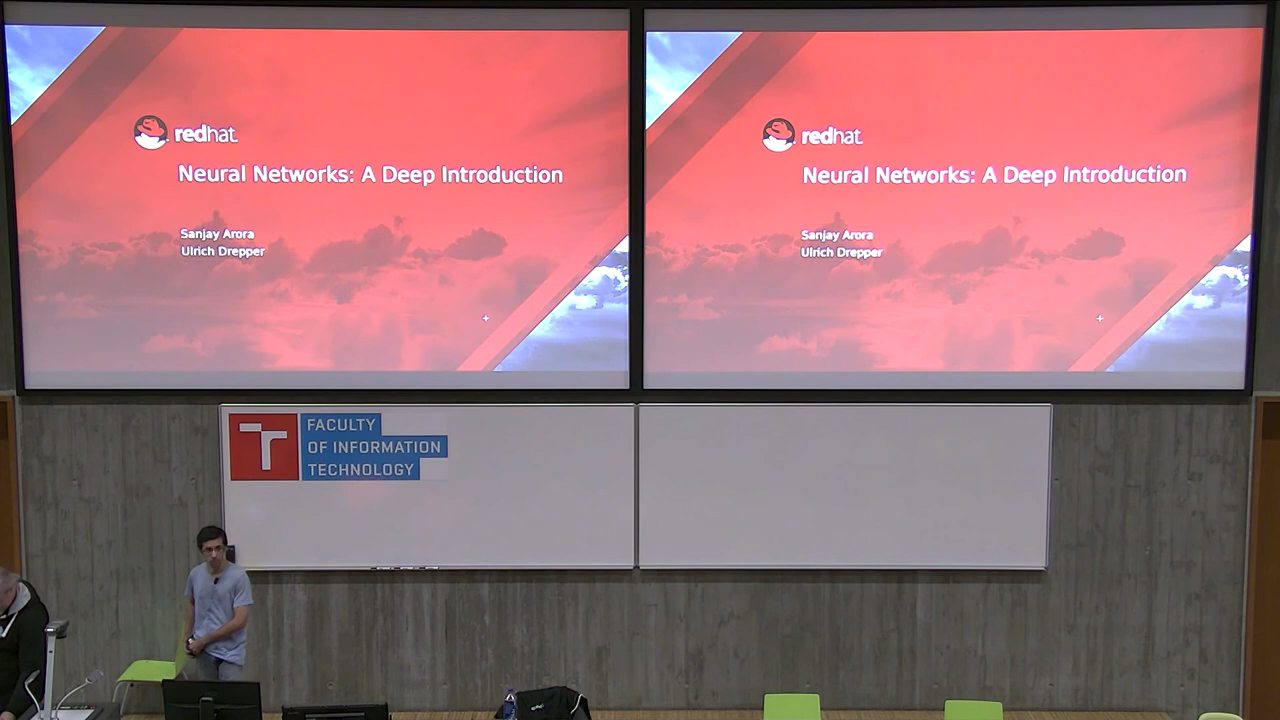 redhat
Neural Networks: A Deep Introduction
Sanjay Arora
Ulrich Drepper
redhat
Neural Networks: A Deep Introduction
Sanjay Arora
Ulrich Drepper
FACULTY
OF INFORMATION
TECHNOLOGY